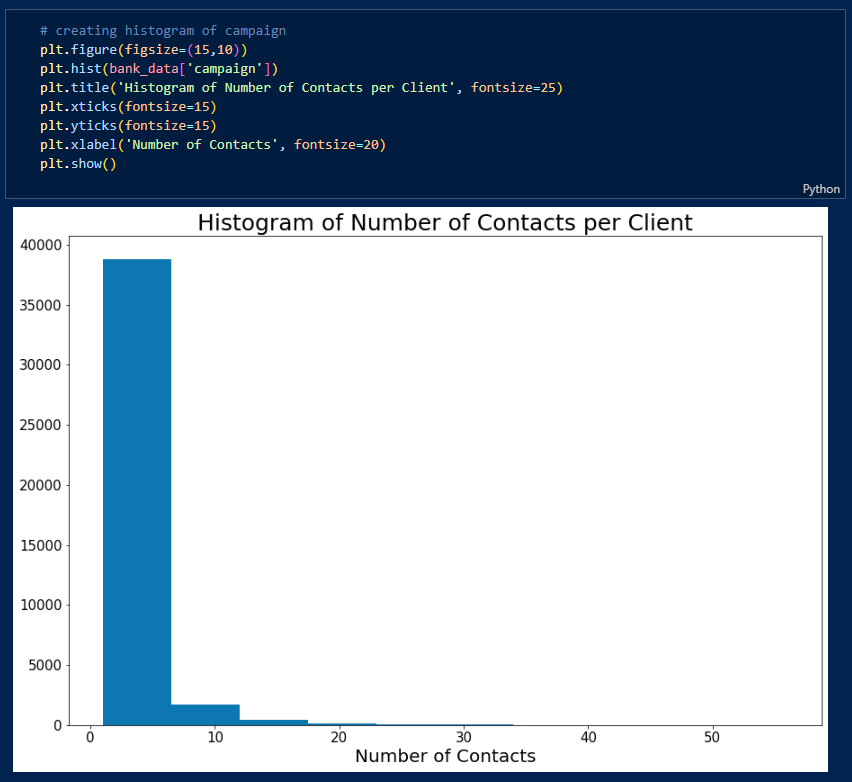 # creating histogram of campaign
plt.figure(figsize=(15,10))
plt.hist(bank_data['campaign'])
plt.title('Histogram of Number of Contacts per Client', fontsize=25)
plt.xticks(fontsize=15)
plt.yticks(fontsize=15)
plt.xlabel('Number of Contacts', fontsize=20)
plt.show()
Python
Histogram of Number of Contacts per Client
40000
35000
30000
25000
20000
15000
10000
5000
0
0 10 20 30 40 50
Number of Contacts